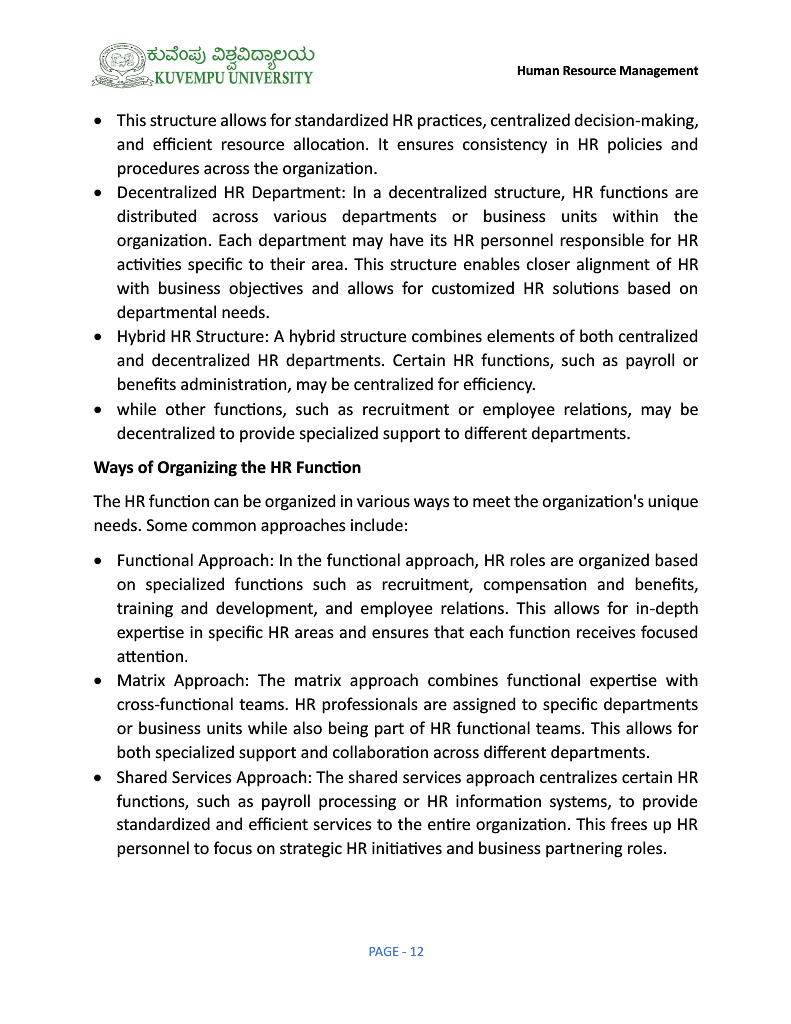 ಕುವೆಂಪು ವಿಶ್ವವಿದ್ಯಾಲಯ
KUVEMPU UNIVERSITY
Human Resource Management
• This structure allows for standardized HR practices, centralized decision-making,
and efficient resource allocation. It ensures consistency in HR policies and
procedures across the organization.
• Decentralized HR Department: In a decentralized structure, HR functions are
distributed across various departments or business units within the
organization. Each department may have its HR personnel responsible for HR
activities specific to their area. This structure enables closer alignment of HR
with business objectives and allows for customized HR solutions based on
departmental needs.
• Hybrid HR Structure: A hybrid structure combines elements of both centralized
and decentralized HR departments. Certain HR functions, such as payroll or
benefits administration, may be centralized for efficiency.
• while other functions, such as recruitment or employee relations, may be
decentralized to provide specialized support to different departments.
Ways of Organizing the HR Function
The HR function can be organized in various ways to meet the organization's unique
needs. Some common approaches include:
• Functional Approach: In the functional approach, HR roles are organized based
on specialized functions such as recruitment, compensation and benefits,
training and development, and employee relations. This allows for in-depth
expertise in specific HR areas and ensures that each function receives focused
attention.
• Matrix Approach: The matrix approach combines functional expertise with
cross-functional teams. HR professionals are assigned to specific departments
or business units while also being part of HR functional teams. This allows for
both specialized support and collaboration across different departments.
• Shared Services Approach: The shared services approach centralizes certain HR
functions, such as payroll processing or HR information systems, to provide
standardized and efficient services to the entire organization. This frees up HR
personnel to focus on strategic HR initiatives and business partnering roles.
PAGE - 12